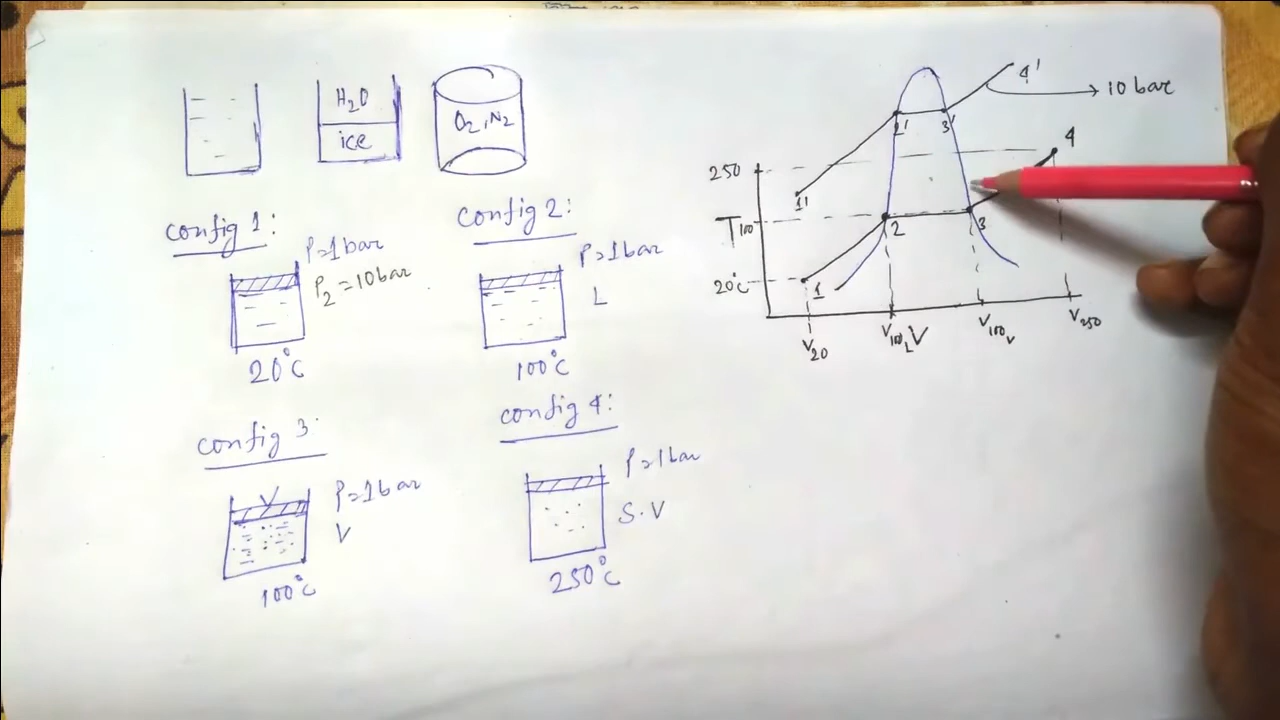 H₂O
ice
O₂, N₂
config 1:
P=1bar
P₂=10bar
20°C
config 2:
P=1bar
L
100°C
config 3:
P=1bar
V
100°C
config 4:
P=1bar
S.V
250°C
4'
10 bar
2' 3'
4
250
1'
T 100
2 3
20°C
1
V₂₀ V₁₀₀L V V₁₀₀v V₂₅₀